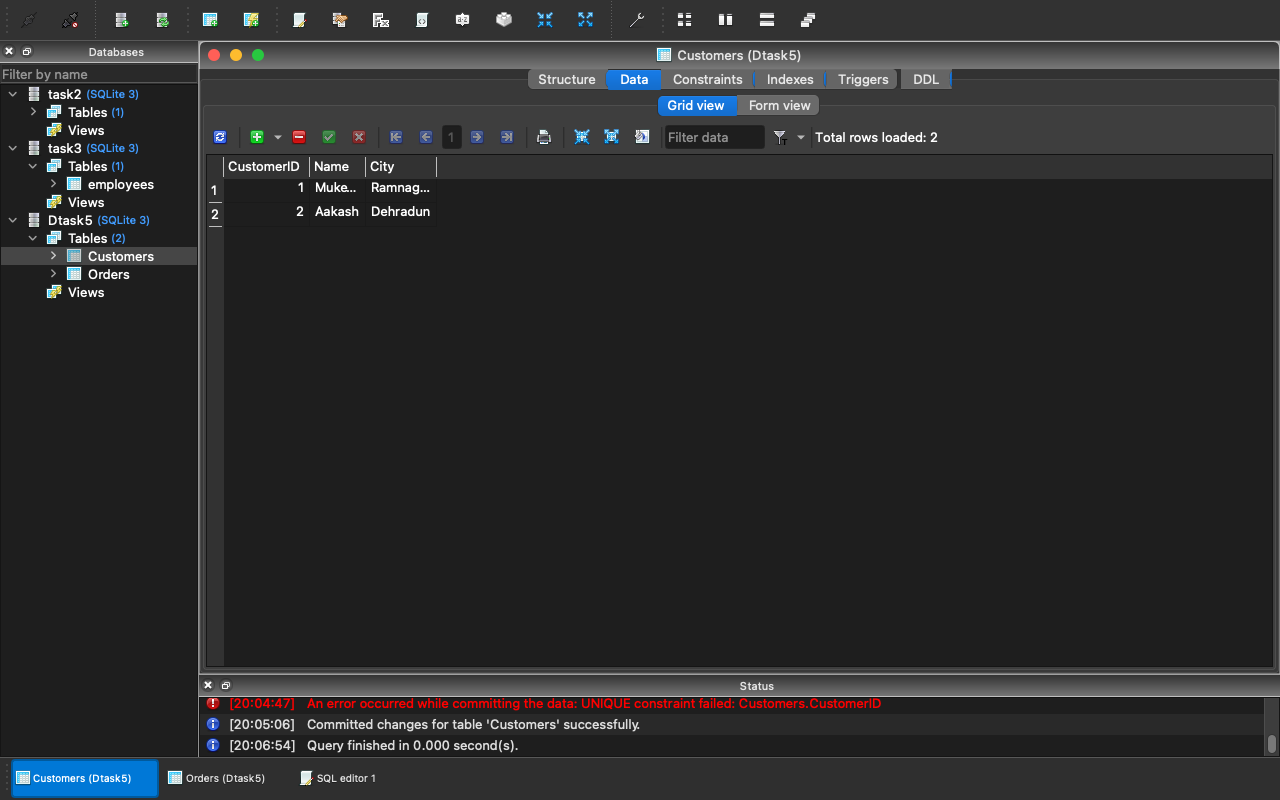 Databases
Filter by name
task2 (SQLite 3)
Tables (1)
Views
task3 (SQLite 3)
Tables (1)
employees
Views
Dtask5 (SQLite 3)
Tables (2)
Customers
Orders
Views
Customers (Dtask5)
Structure Data Constraints Indexes Triggers DDL
Grid view Form view
1 Filter data Total rows loaded: 2
CustomerID Name City
1 1 Muke... Ramnag...
2 2 Aakash Dehradun
Status
[20:04:47] An error occurred while committing the data: UNIQUE constraint failed: Customers.CustomerID
[20:05:06] Committed changes for table 'Customers' successfully.
[20:06:54] Query finished in 0.000 second(s).
Customers (Dtask5) Orders (Dtask5) SQL editor 1